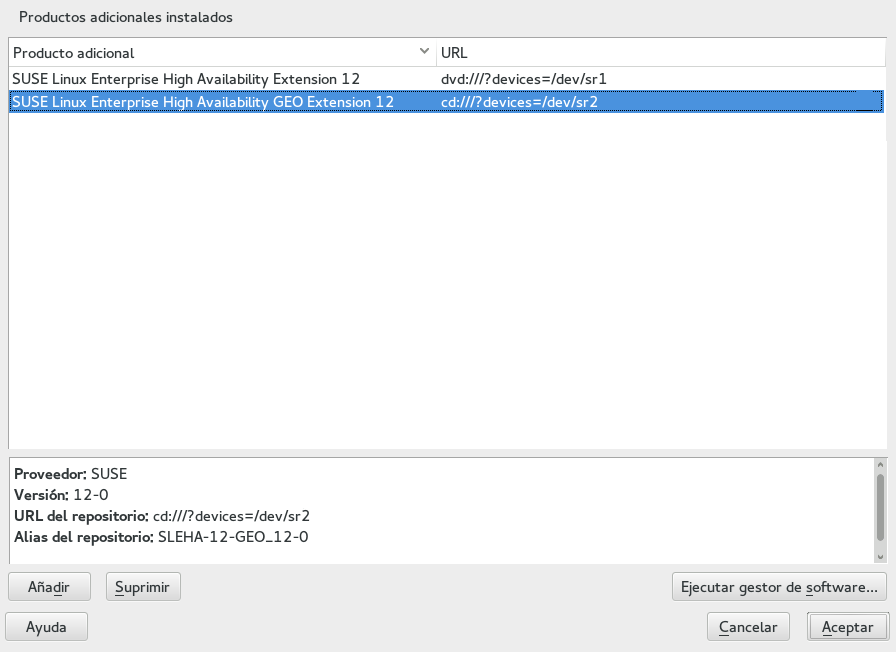 Productos adicionales instalados
Producto adicional URL
SUSE Linux Enterprise High Availability Extension 12 dvd:///?devices=/dev/sr1
SUSE Linux Enterprise High Availability GEO Extension 12 cd:///?devices=/dev/sr2
Proveedor: SUSE
Versión: 12-0
URL del repositorio: cd:///?devices=/dev/sr2
Alias del repositorio: SLEHA-12-GEO_12-0
Añadir Suprimir Ejecutar gestor de software...
Ayuda Cancelar Aceptar